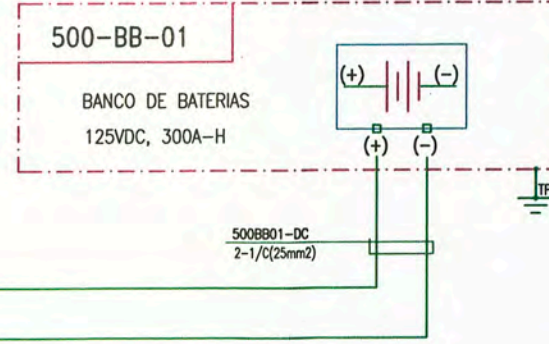 500-BB-01
BANCO DE BATERIAS
125VDC, 300A-H
(+) (-)
(+) (-)
500BB01-DC
2-1/C(25mm2)